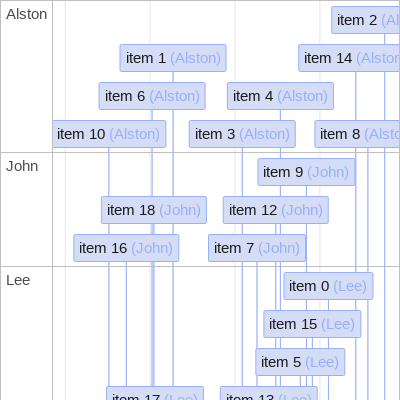 Alston
item 2 (Al
item 1 (Alston)
item 14 (Alston
item 6 (Alston)
item 4 (Alston)
item 10 (Alston)
item 3 (Alston)
item 8 (Alsto
John
item 9 (John)
item 18 (John)
item 12 (John)
item 16 (John)
item 7 (John)
Lee
item 0 (Lee)
item 15 (Lee)
item 5 (Lee)
item 17 (Lee)
item 13 (Lee)